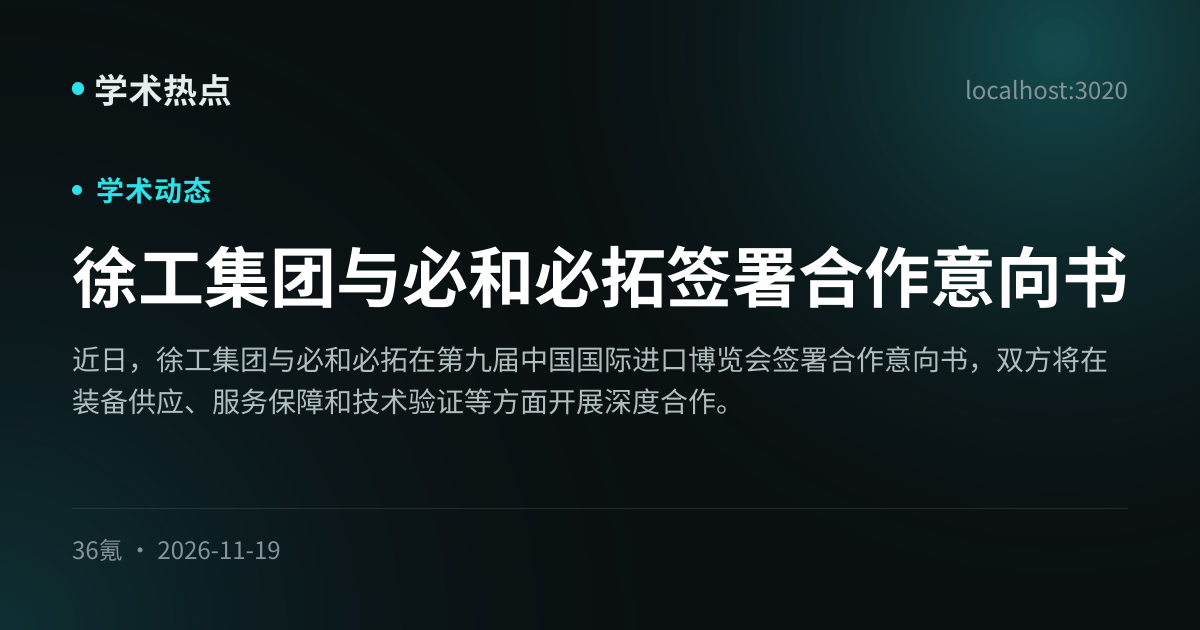 学术热点
localhost:3020
学术动态
徐工集团与必和必拓签署合作意向书
近日，徐工集团与必和必拓在第九届中国国际进口博览会签署合作意向书，双方将在
装备供应、服务保障和技术验证等方面开展深度合作。
36氪 · 2026-11-19